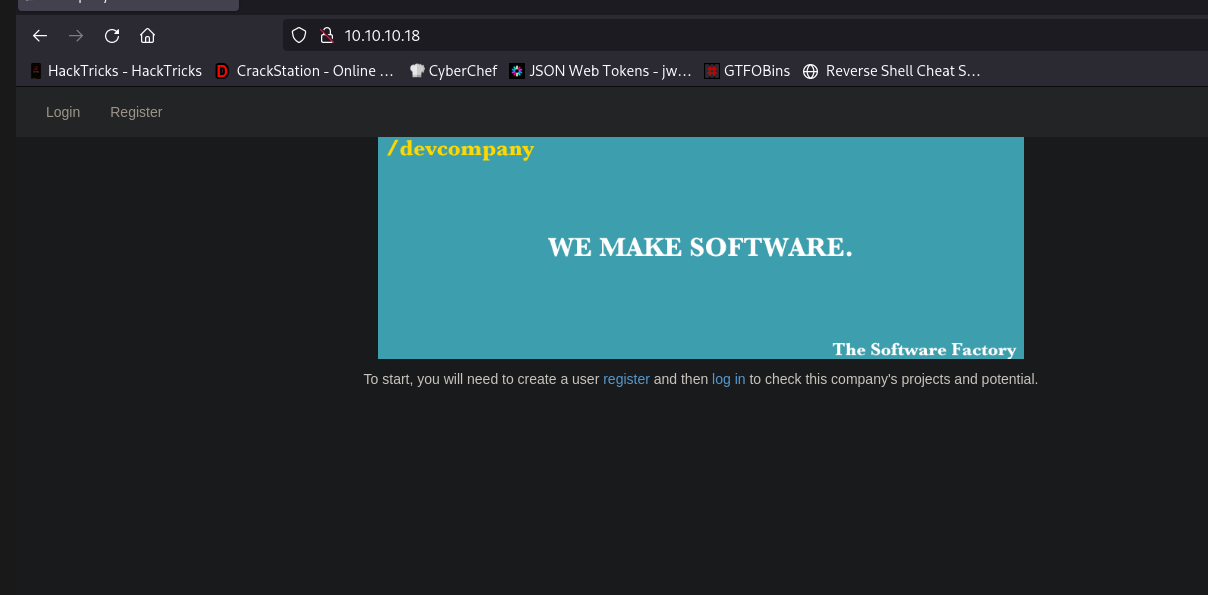 10.10.10.18
HackTricks - HackTricks CrackStation - Online ... CyberChef JSON Web Tokens - jw... GTFOBins Reverse Shell Cheat S...
Login Register
/devcompany
WE MAKE SOFTWARE.
The Software Factory
To start, you will need to create a user register and then log in to check this company's projects and potential.